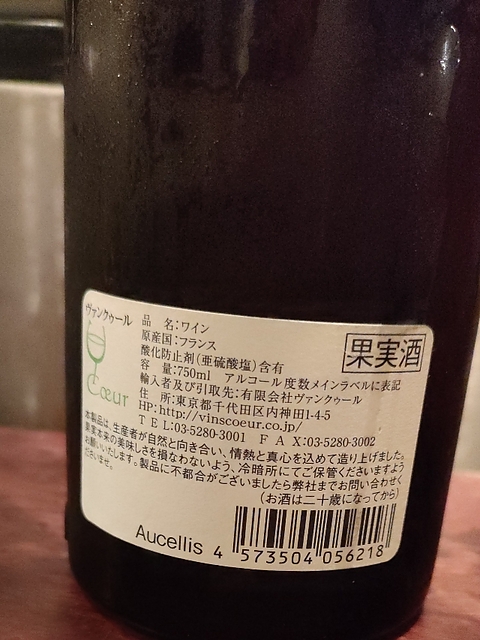 ヴァンクゥール
Cœur
果実酒
品　名：ワイン
原産国：フランス
酸化防止剤（亜硫酸塩）含有
容　量：750ml　アルコール度数メインラベルに表記
輸入者及び引取先：有限会社ヴァンクゥール
住　所：東京都千代田区内神田1-4-5
HP：http://vinscoeur.co.jp/
TEL：03-5280-3001　FAX：03-5280-3002
本製品は、生産者が自然と向き合い、情熱と真心を込めて造り上げました。
果実本来の美味しさを損なわないよう、冷暗所にてご保管くださいますよう
お願いいたします。製品に不都合がございましたら弊社までお問い合わせく
ださいませ。
（お酒は二十歳になってから）
Aucellis
4 573504 056218